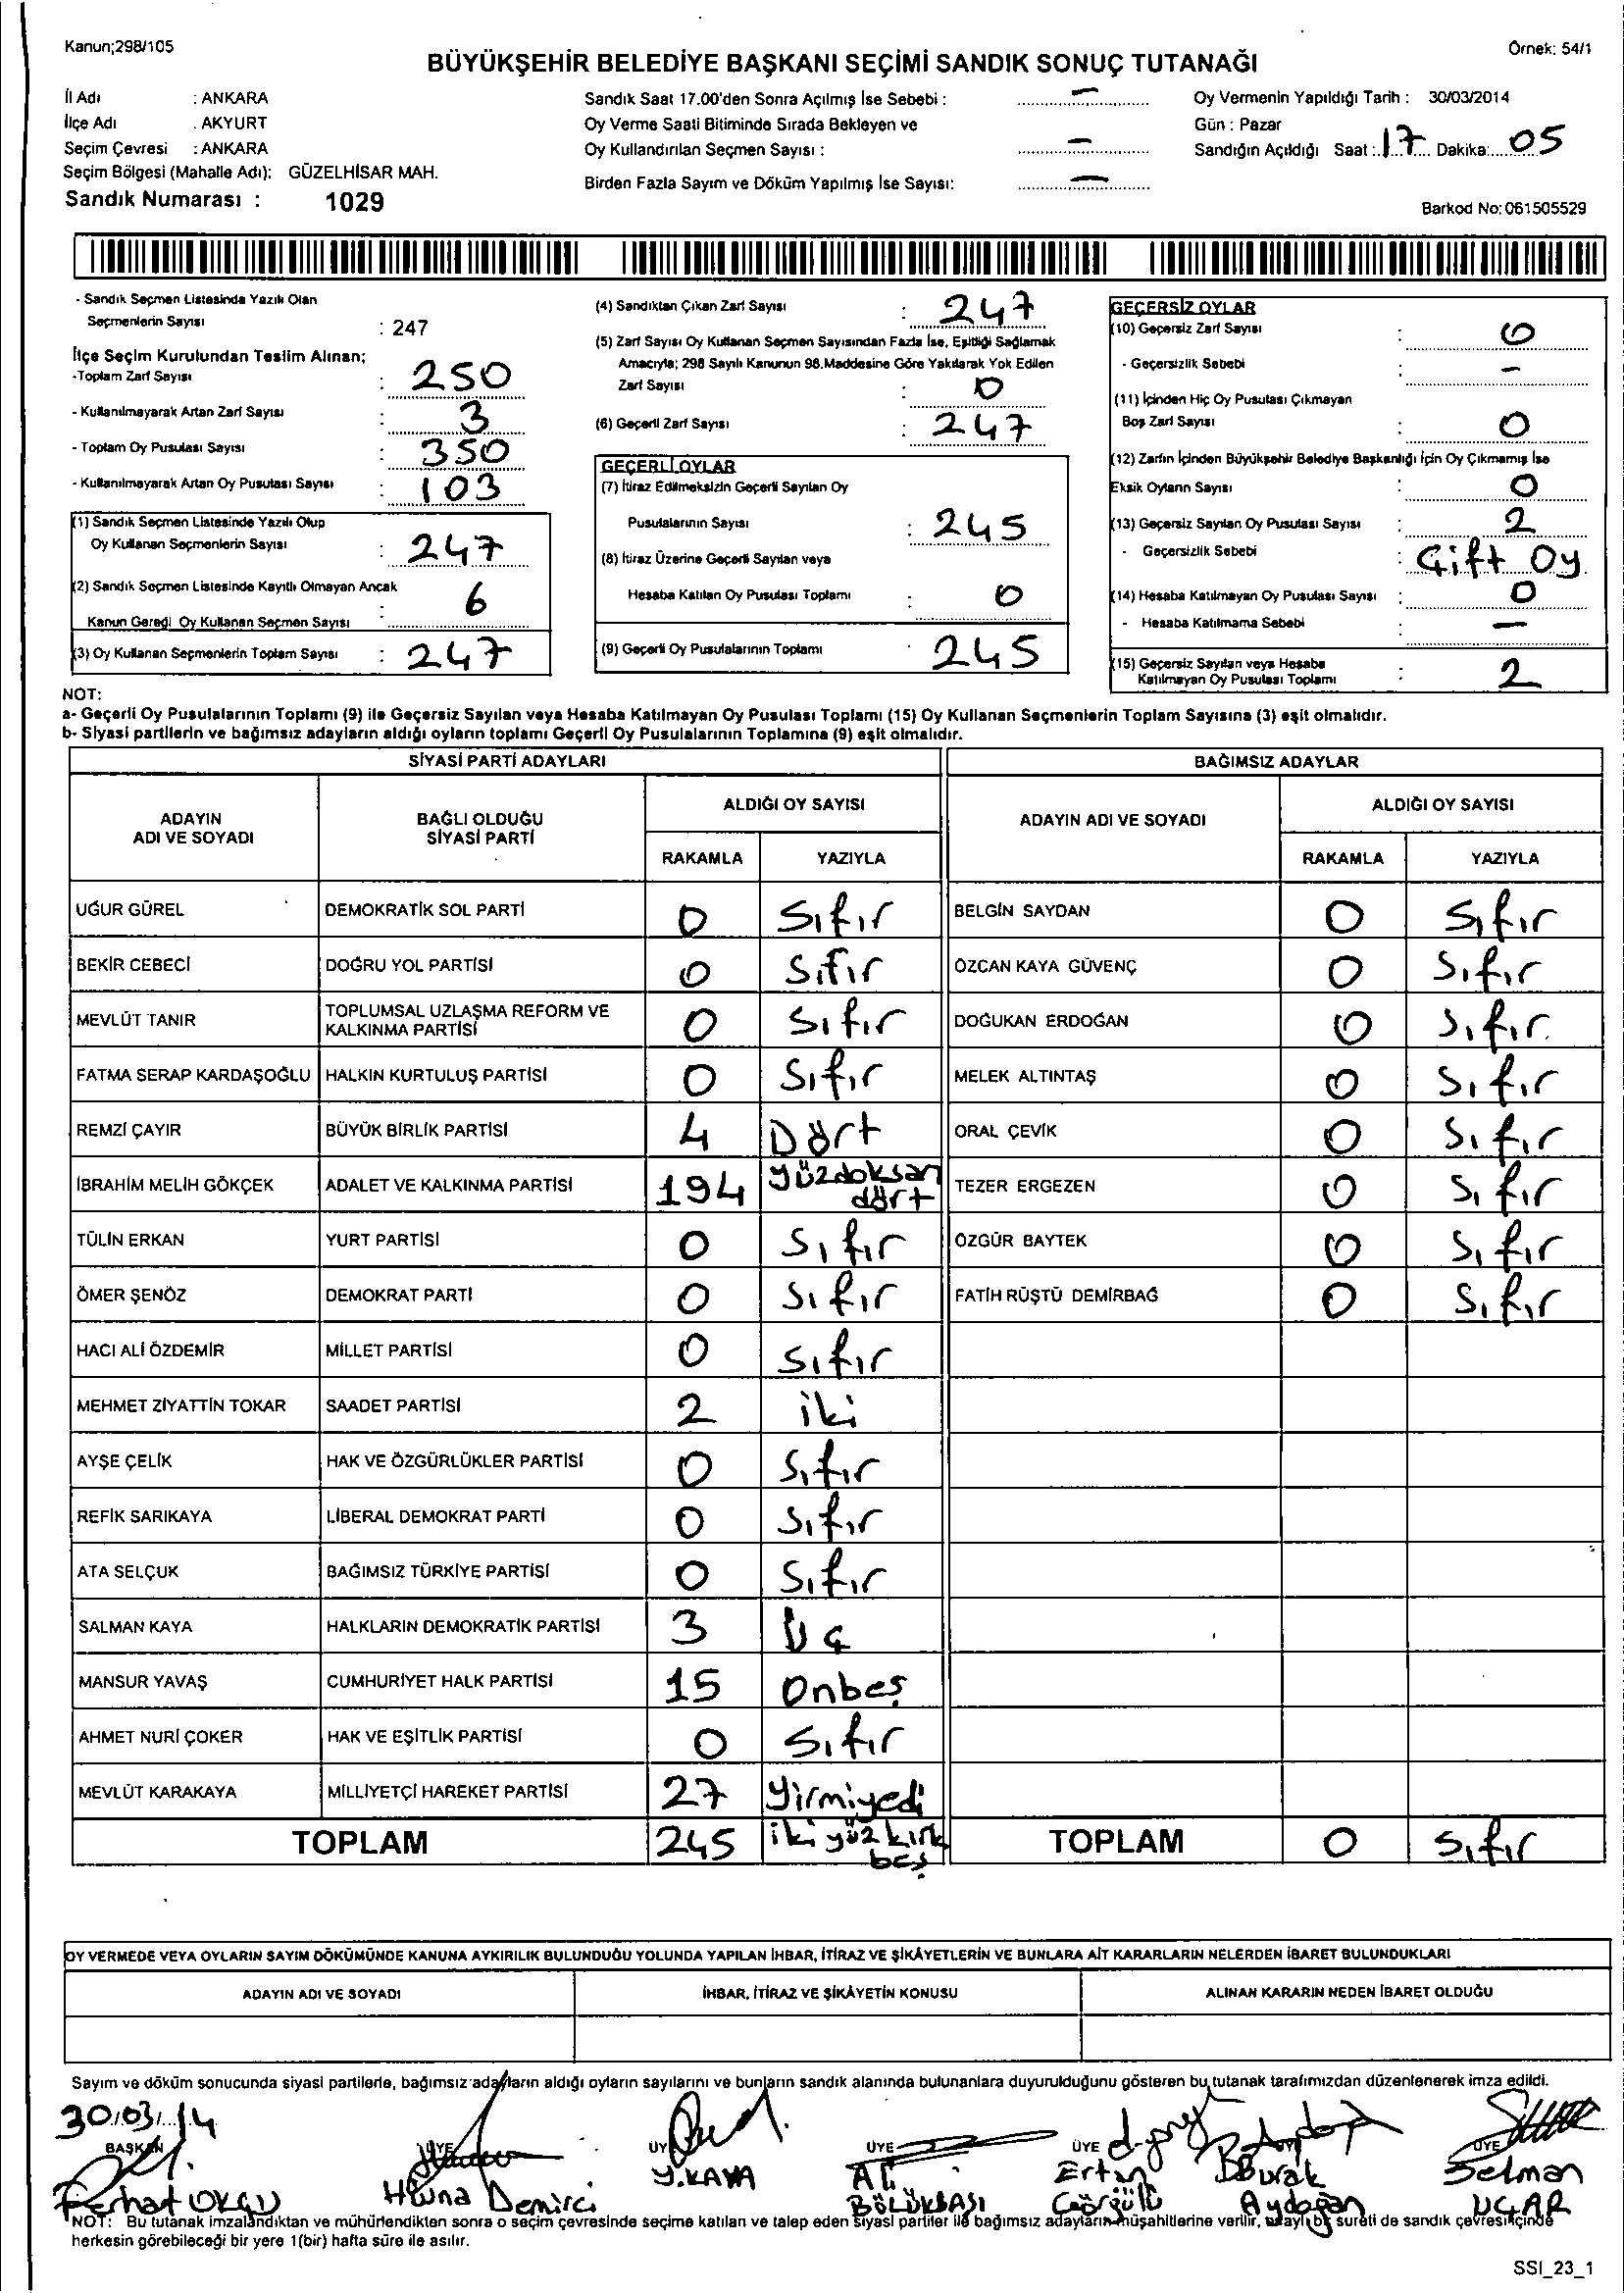 Kanun;298/105
Örnek: 54/1
BÜYÜKŞEHİR BELEDİYE BAŞKANI SEÇİMİ SANDIK SONUÇ TUTANAĞI
İl Adı : ANKARA
İlçe Adı . AKYURT
Seçim Çevresi : ANKARA
Seçim Bölgesi (Mahalle Adı): GÜZELHİSAR MAH.
Sandık Numarası : 1029
Sandık Saat 17.00'den Sonra Açılmış İse Sebebi : –
Oy Verme Saati Bitiminde Sırada Bekleyen ve
Oy Kullandırılan Seçmen Sayısı : –
Birden Fazla Sayım ve Döküm Yapılmış İse Sayısı: –
Oy Vermenin Yapıldığı Tarih : 30/03/2014
Gün : Pazar
Sandığın Açıldığı Saat : 17 Dakika: 05
Barkod No: 061505529
- Sandık Seçmen Listesinde Yazılı Olan
Seçmenlerin Sayısı : 247
İlçe Seçim Kurulundan Teslim Alınan;
-Toplam Zarf Sayısı : 250
- Kullanılmayarak Artan Zarf Sayısı : 3
- Toplam Oy Pusulası Sayısı : 350
- Kullanılmayarak Artan Oy Pusulası Sayısı : 103
(1) Sandık Seçmen Listesinde Yazılı Olup
Oy Kullanan Seçmenlerin Sayısı : 247
(2) Sandık Seçmen Listesinde Kayıtlı Olmayan Ancak
Kanun Gereği Oy Kullanan Seçmen Sayısı : 6
(3) Oy Kullanan Seçmenlerin Toplam Sayısı : 247
(4) Sandıktan Çıkan Zarf Sayısı : 247
(5) Zarf Sayısı Oy Kullanan Seçmen Sayısından Fazla İse, Eşitliği Sağlamak
Amacıyla; 298 Sayılı Kanunun 98.Maddesine Göre Yakılarak Yok Edilen
Zarf Sayısı : 0
(6) Geçerli Zarf Sayısı : 247
GEÇERLİ OYLAR
(7) İtiraz Edilmeksizin Geçerli Sayılan Oy
Pusulalarının Sayısı : 245
(8) İtiraz Üzerine Geçerli Sayılan veya
Hesaba Katılan Oy Pusulası Toplamı : 0
(9) Geçerli Oy Pusulalarının Toplamı : 245
GEÇERSİZ OYLAR
(10) Geçersiz Zarf Sayısı : 0
- Geçersizlik Sebebi : –
(11) İçinden Hiç Oy Pusulası Çıkmayan
Boş Zarf Sayısı : 0
(12) Zarfın İçinden Büyükşehir Belediye Başkanlığı İçin Oy Çıkmamış İse
Eksik Oyların Sayısı : 0
(13) Geçersiz Sayılan Oy Pusulası Sayısı : 2
- Geçersizlik Sebebi : Çift Oy
(14) Hesaba Katılmayan Oy Pusulası Sayısı : 0
- Hesaba Katılmama Sebebi : –
(15) Geçersiz Sayılan veya Hesaba
Katılmayan Oy Pusulası Toplamı : 2
NOT:
a- Geçerli Oy Pusulalarının Toplamı (9) ile Geçersiz Sayılan veya Hesaba Katılmayan Oy Pusulası Toplamı (15) Oy Kullanan Seçmenlerin Toplam Sayısına (3) eşit olmalıdır.
b- Siyasi partilerin ve bağımsız adayların aldığı oyların toplamı Geçerli Oy Pusulalarının Toplamına (9) eşit olmalıdır.
SİYASİ PARTİ ADAYLARI
ADAYIN ADI VE SOYADI BAĞLI OLDUĞU SİYASİ PARTİ ALDIĞI OY SAYISI
RAKAMLA YAZIYLA
UĞUR GÜREL DEMOKRATİK SOL PARTİ 0 Sıfır
BEKİR CEBECİ DOĞRU YOL PARTİSİ 0 Sıfır
MEVLÜT TANIR TOPLUMSAL UZLAŞMA REFORM VE KALKINMA PARTİSİ 0 Sıfır
FATMA SERAP KARDAŞOĞLU HALKIN KURTULUŞ PARTİSİ 0 Sıfır
REMZİ ÇAYIR BÜYÜK BİRLİK PARTİSİ 4 Dört
İBRAHİM MELİH GÖKÇEK ADALET VE KALKINMA PARTİSİ 194 yüzdoksan dört
TÜLİN ERKAN YURT PARTİSİ 0 Sıfır
ÖMER ŞENÖZ DEMOKRAT PARTİ 0 Sıfır
HACI ALİ ÖZDEMİR MİLLET PARTİSİ 0 Sıfır
MEHMET ZİYATTİN TOKAR SAADET PARTİSİ 2 iki
AYŞE ÇELİK HAK VE ÖZGÜRLÜKLER PARTİSİ 0 Sıfır
REFİK SARIKAYA LİBERAL DEMOKRAT PARTİ 0 Sıfır
ATA SELÇUK BAĞIMSIZ TÜRKİYE PARTİSİ 0 Sıfır
SALMAN KAYA HALKLARIN DEMOKRATİK PARTİSİ 3 Üç
MANSUR YAVAŞ CUMHURİYET HALK PARTİSİ 15 Onbeş
AHMET NURİ ÇOKER HAK VE EŞİTLİK PARTİSİ 0 Sıfır
MEVLÜT KARAKAYA MİLLİYETÇİ HAREKET PARTİSİ 27 Yirmiyedi
TOPLAM 245 iki yüz kırk beş
BAĞIMSIZ ADAYLAR
ADAYIN ADI VE SOYADI ALDIĞI OY SAYISI
RAKAMLA YAZIYLA
BELGİN SAYDAN 0 Sıfır
ÖZCAN KAYA GÜVENÇ 0 Sıfır
DOĞUKAN ERDOĞAN 0 Sıfır
MELEK ALTINTAŞ 0 Sıfır
ORAL ÇEVİK 0 Sıfır
TEZER ERGEZEN 0 Sıfır
ÖZGÜR BAYTEK 0 Sıfır
FATİH RÜŞTÜ DEMİRBAĞ 0 Sıfır
TOPLAM 0 Sıfır
OY VERMEDE VEYA OYLARIN SAYIM DÖKÜMÜNDE KANUNA AYKIRILIK BULUNDUĞU YOLUNDA YAPILAN İHBAR, İTİRAZ VE ŞİKÂYETLERİN VE BUNLARA AİT KARARLARIN NELERDEN İBARET BULUNDUKLARI
ADAYIN ADI VE SOYADI İHBAR, İTİRAZ VE ŞİKÂYETİN KONUSU ALINAN KARARIN NEDEN İBARET OLDUĞU
Sayım ve döküm sonucunda siyasi partilerle, bağımsız adayların aldığı oyların sayılarını ve bunların sandık alanında bulunanlara duyurulduğunu gösteren bu tutanak tarafımızdan düzenlenerek imza edildi.
30/03/14
BAŞKAN ÜYE ÜYE ÜYE ÜYE ÜYE ÜYE
Ferhat Demirci Y.KAYA Ali BÖLÜKBAŞI Görgülü Burak Aydoğan Selman UÇAR
NOT: Bu tutanak imzalandıktan ve mühürlendikten sonra o seçim çevresinde seçime katılan ve talep eden siyasi partiler ile bağımsız adayların müşahitlerine verilir, onaylı bir sureti de sandık çevresi içinde
herkesin görebileceği bir yere 1(bir) hafta süre ile asılır.
SSI_23_1